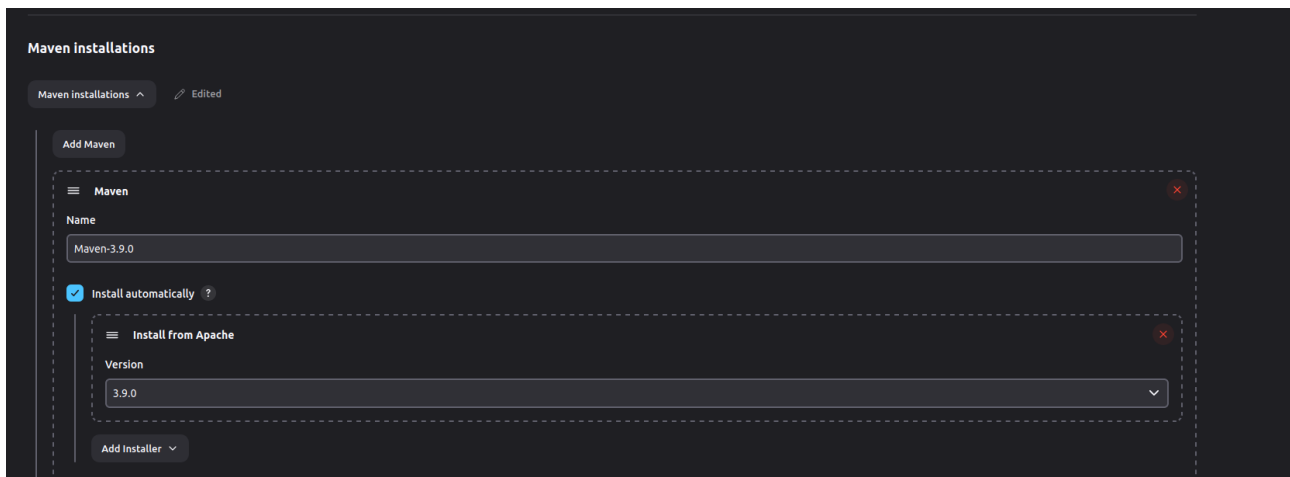 Maven installations
Maven installations
Edited
Add Maven
Maven
Name
Maven-3.9.0
Install automatically ?
Install from Apache
Version
3.9.0
Add Installer